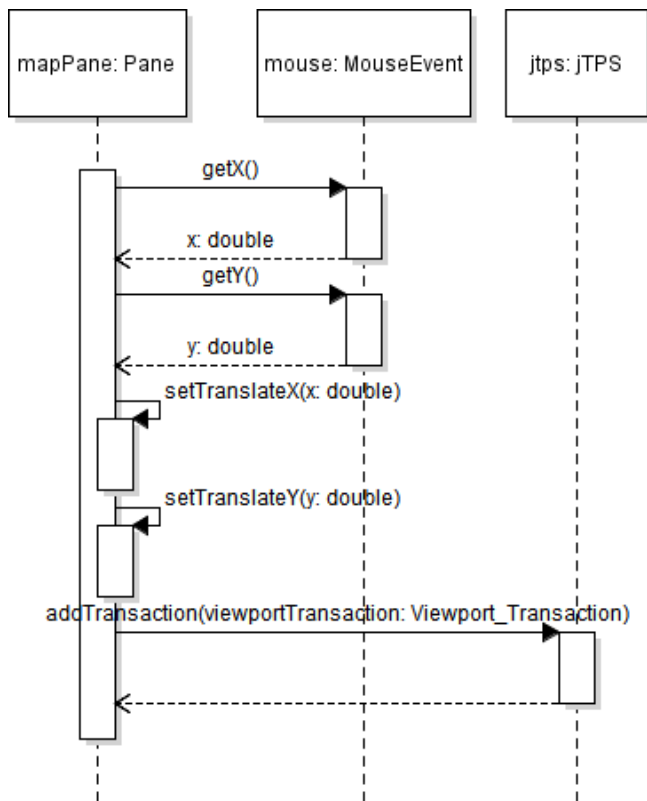 mapPane: Pane
mouse: MouseEvent
jtps: jTPS
getX()
x: double
getY()
y: double
setTranslateX(x: double)
setTranslateY(y: double)
addTransaction(viewportTransaction: Viewport_Transaction)